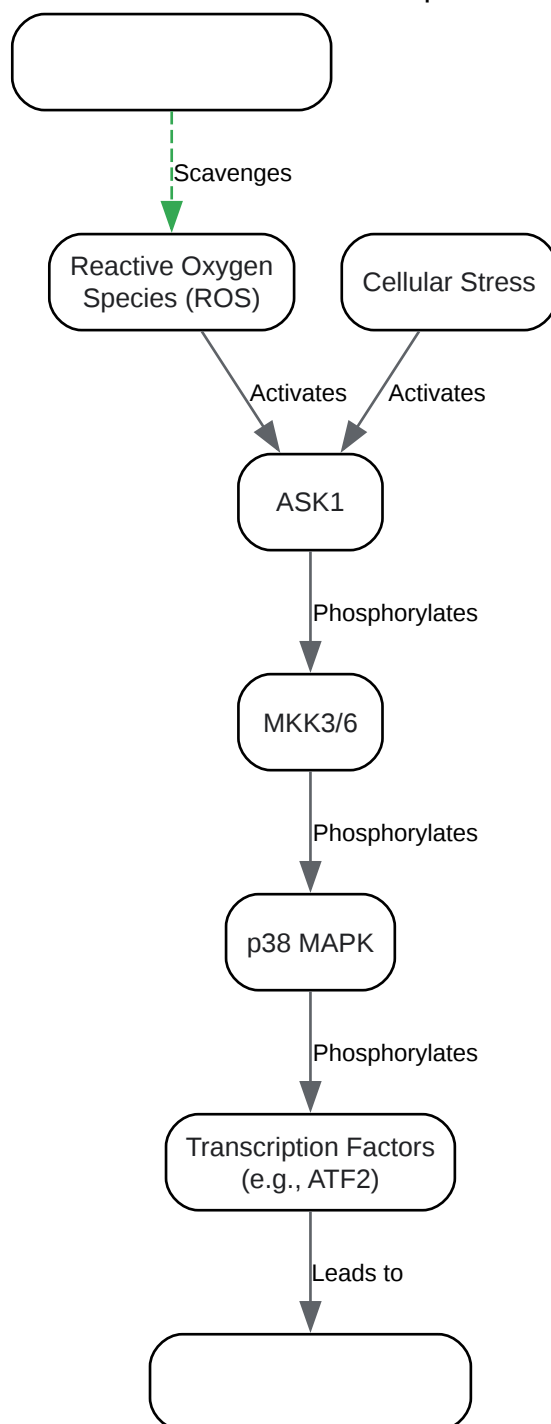 Scavenges
Reactive Oxygen
Species (ROS)
Cellular Stress
Activates
Activates
ASK1
Phosphorylates
MKK3/6
Phosphorylates
p38 MAPK
Phosphorylates
Transcription Factors
(e.g., ATF2)
Leads to